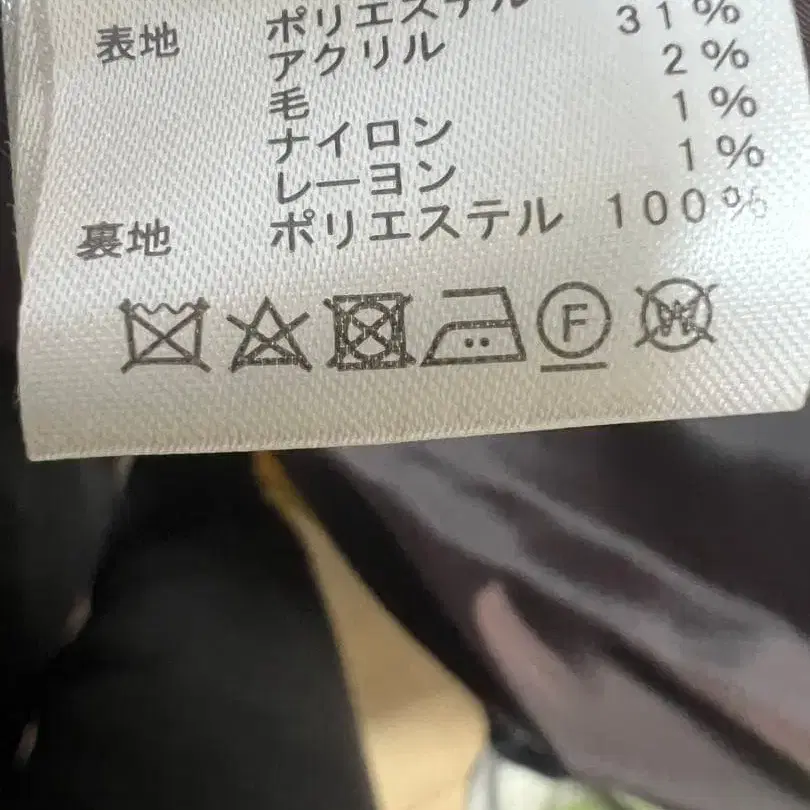 表地 ポリエステル
アクリル 31%
毛 2%
ナイロン 1%
レーヨン 1%
裏地 ポリエステル 100%
F W